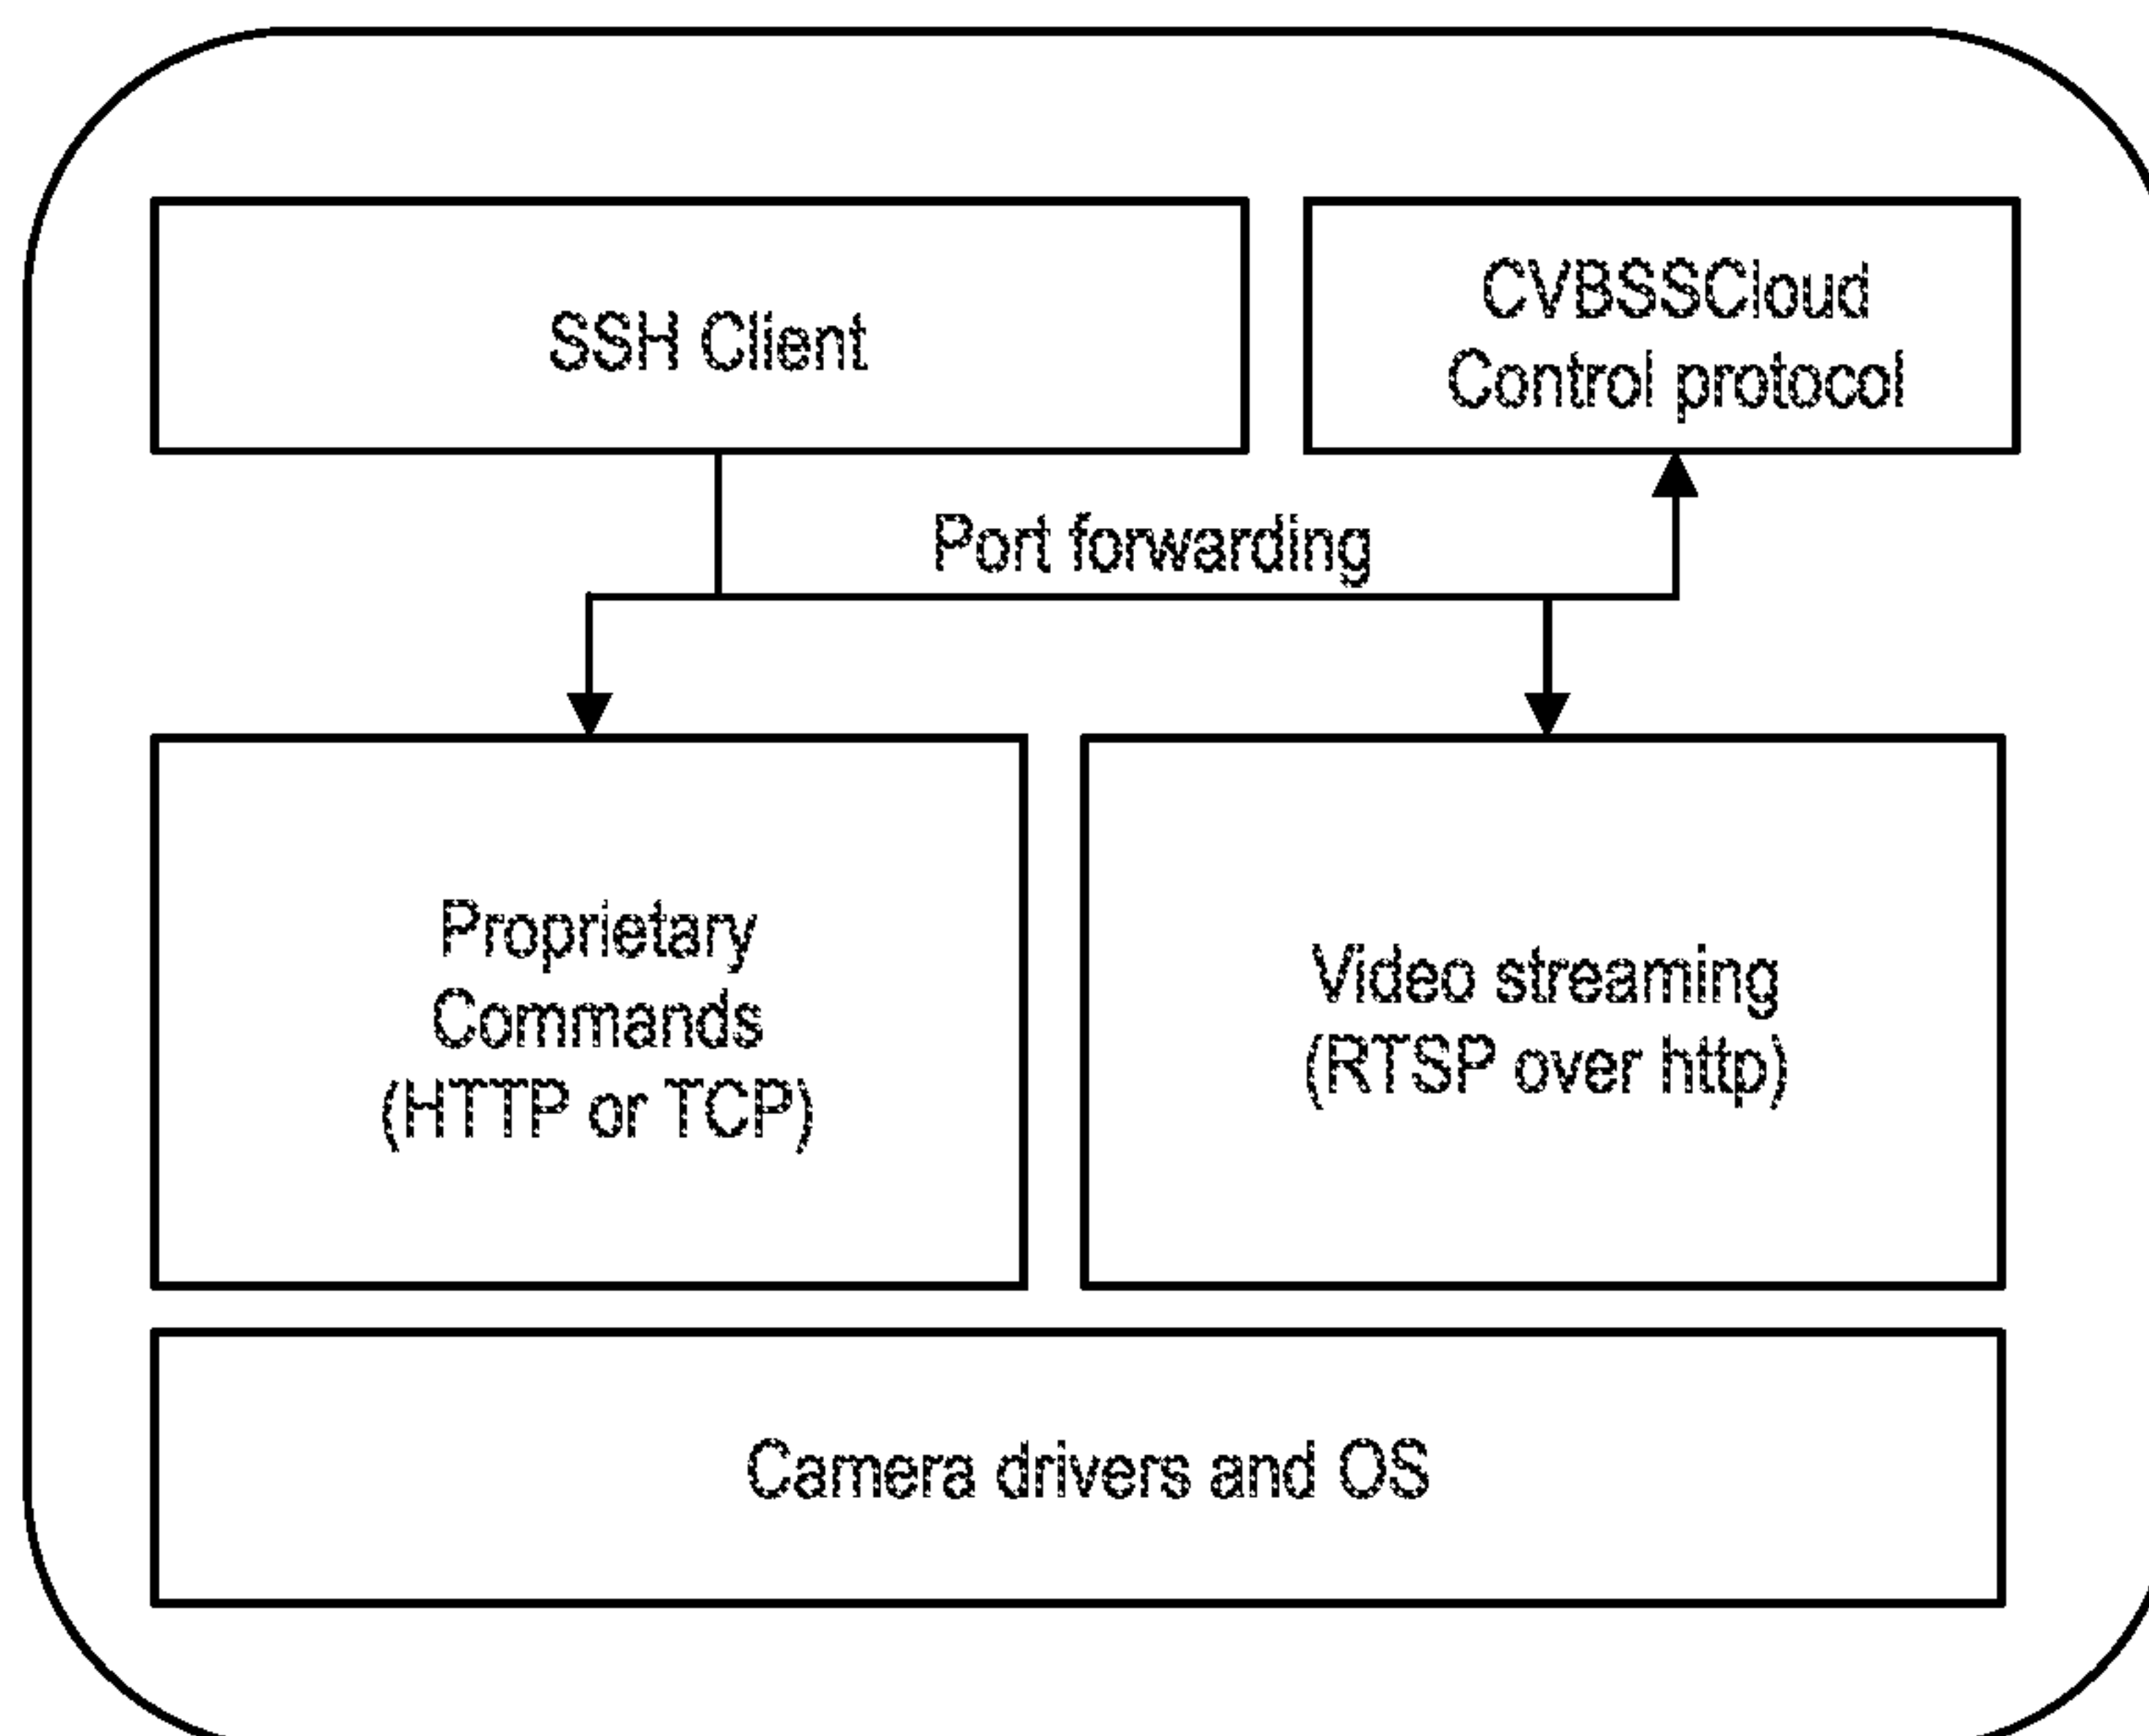 SSH Client
CVBSSCloud
Control protocol
Port forwarding
Proprietary
Commands
(HTTP or TCP)
Video streaming
(RTSP over http)
Camera drivers and OS